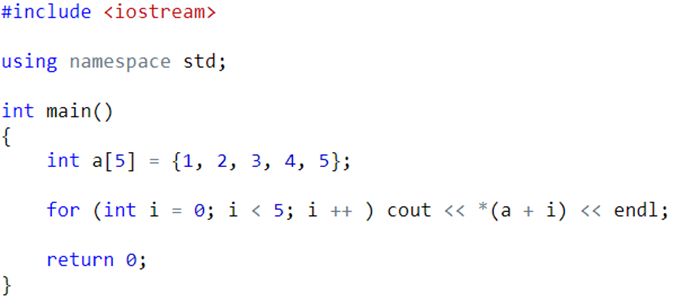 #include <iostream>
using namespace std;
int main()
{
    int a[5] = {1, 2, 3, 4, 5};
    for (int i = 0; i < 5; i ++ ) cout << *(a + i) << endl;
    return 0;
}